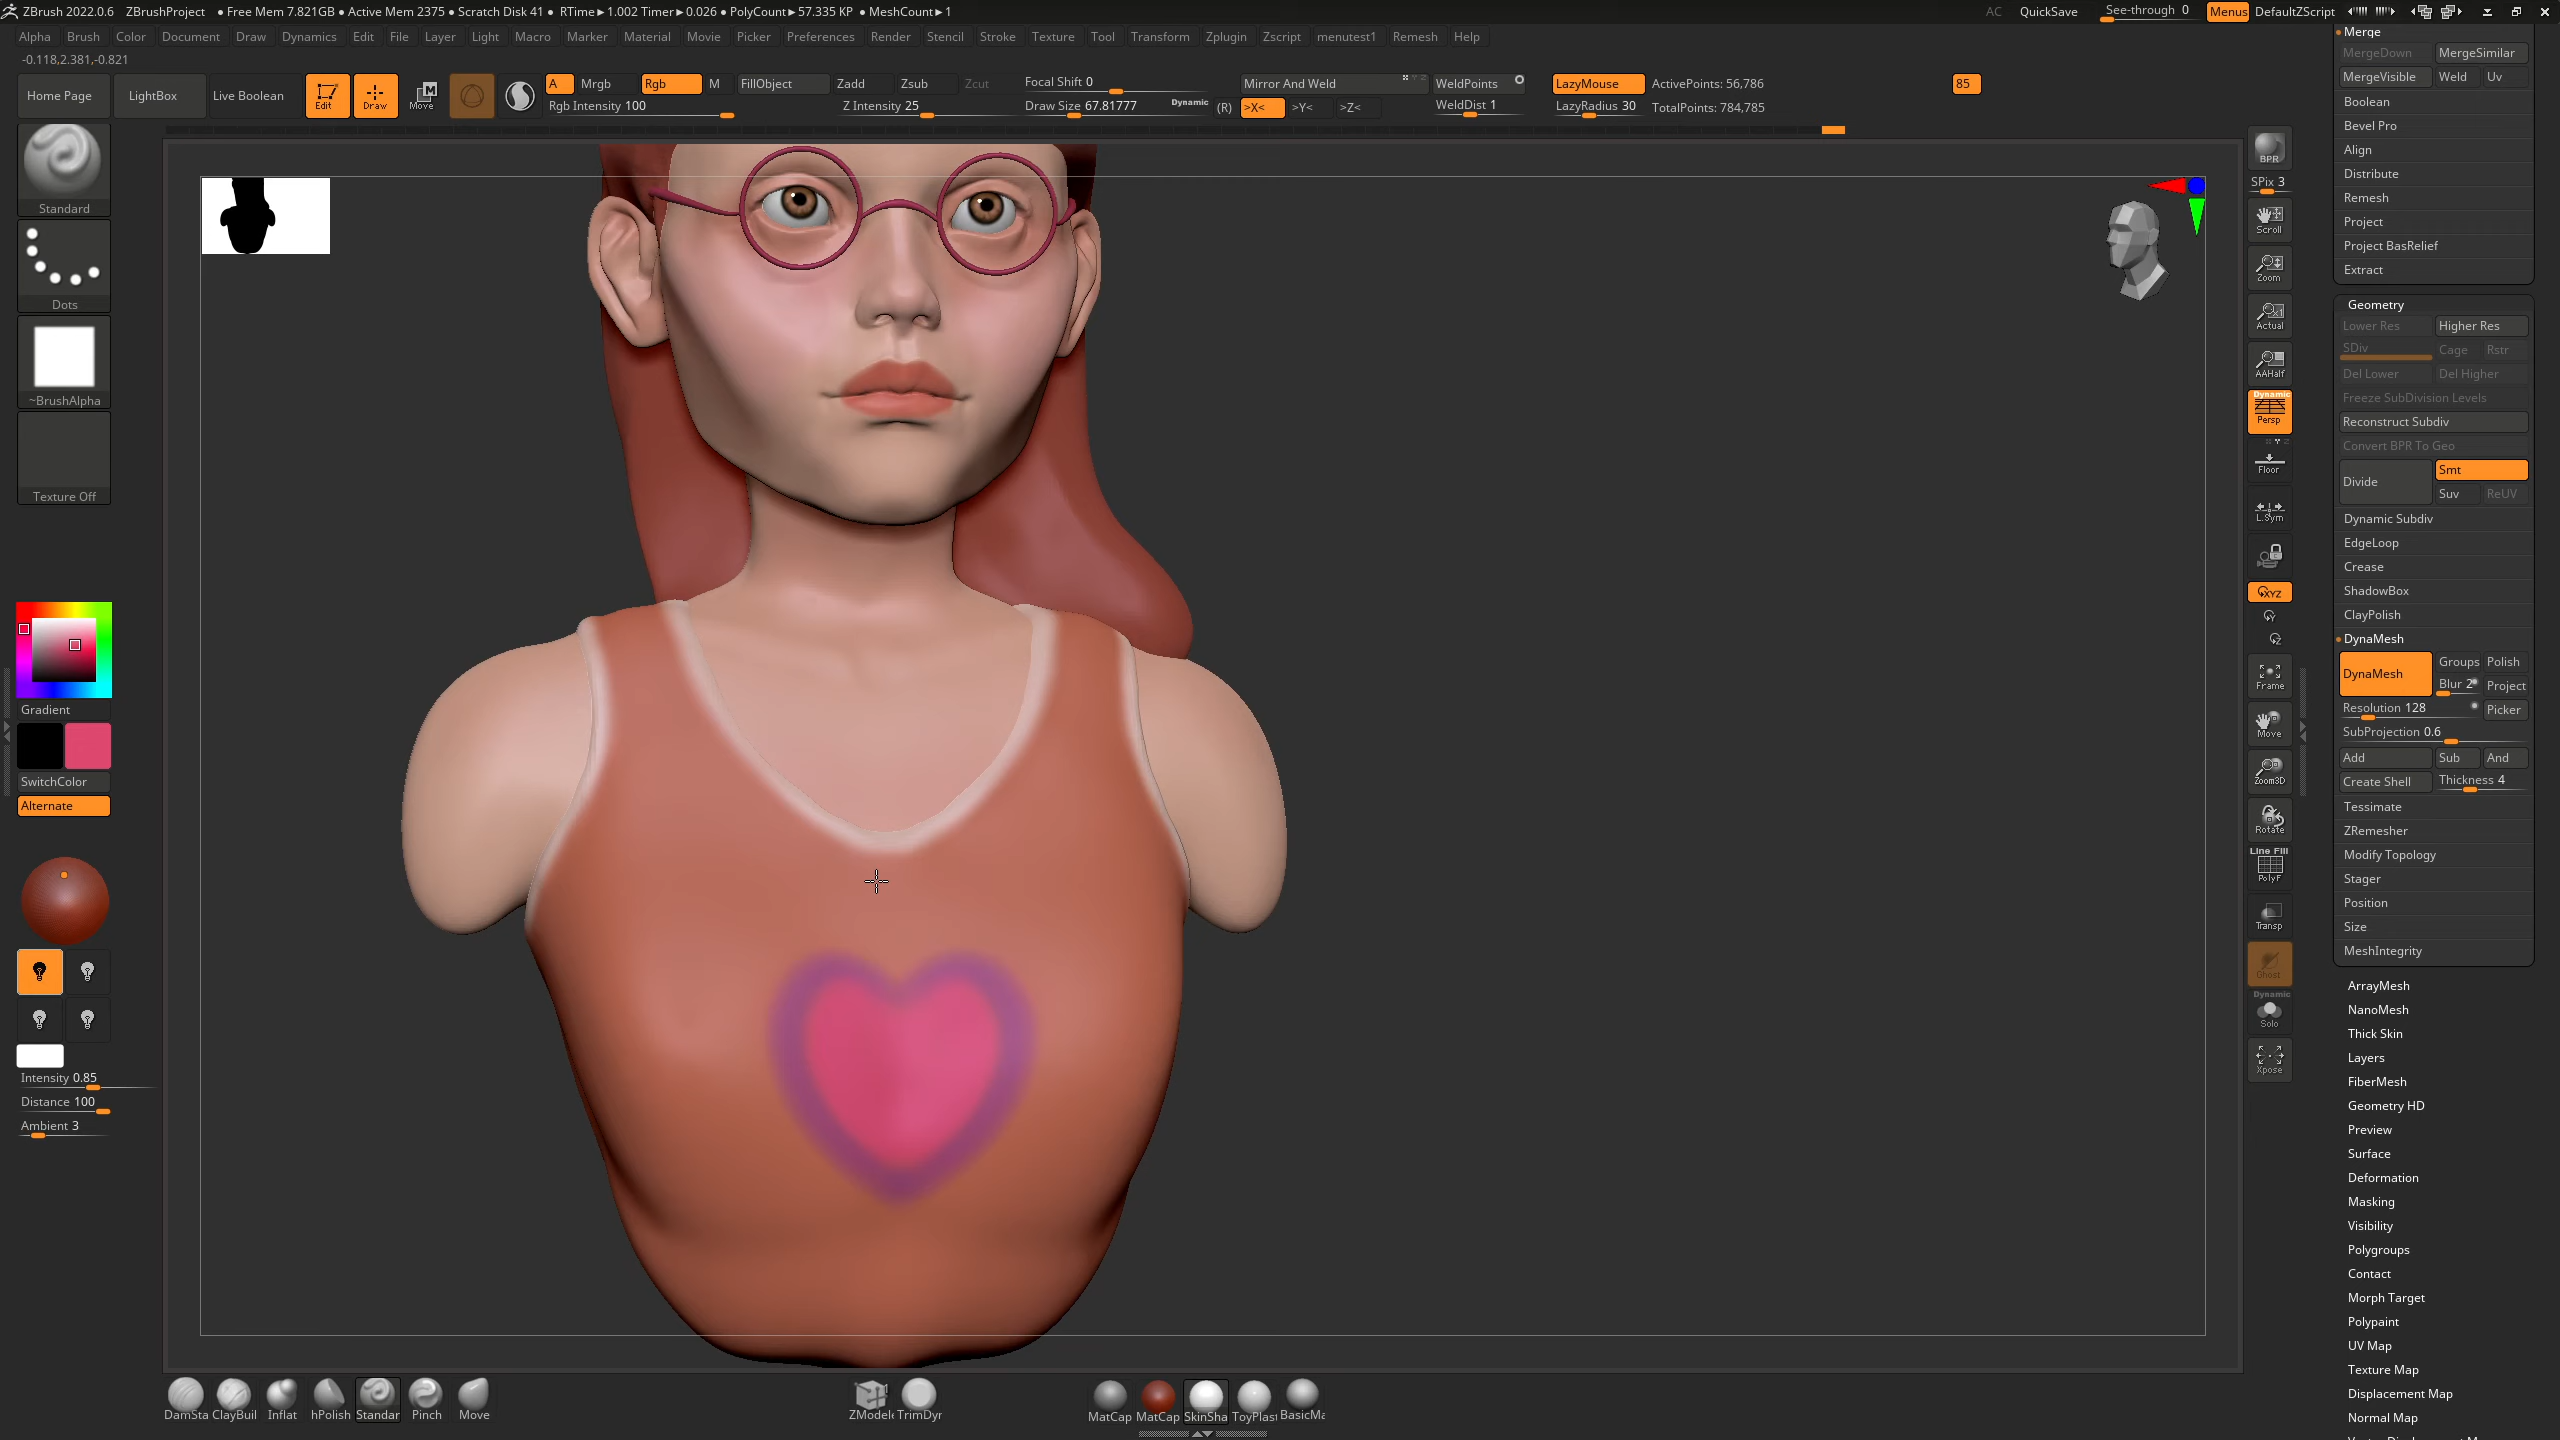 ZBrush 2022.0.6 ZBrushProject ● Free Mem 7.821GB ● Active Mem 2375 ● Scratch Disk 41 ● RTime►1.002 Timer►0.026 ● PolyCount►57.335 KP ● MeshCount►1 AC QuickSave See-through 0 Menus DefaultZScript
Alpha Brush Color Document Draw Dynamics Edit File Layer Light Macro Marker Material Movie Picker Preferences Render Stencil Stroke Texture Tool Transform Zplugin Zscript menutest1 Remesh Help
-0.118,2.381,-0.821
Home Page LightBox Live Boolean Edit Draw Move
A Mrgb Rgb M FillObject Zadd Zsub Zcut Focal Shift 0 Mirror And Weld WeldPoints LazyMouse ActivePoints: 56,786 85
Rgb Intensity 100 Z Intensity 25 Draw Size 67.81777 Dynamic (R) >X< >Y< >Z< WeldDist 1 LazyRadius 30 TotalPoints: 784,785
Standard
Dots
~BrushAlpha
Texture Off
Gradient
SwitchColor
Alternate
Intensity 0.85
Distance 100
Ambient 3
BPR
SPix 3
Scroll
Zoom
Actual
AAHalf
Dynamic
Persp
Floor
L.Sym
XYZ
Y
Z
Frame
Move
Zoom3D
Rotate
Line Fill
PolyF
Transp
Ghost
Dynamic
Solo
Xpose
Merge
MergeDown MergeSimilar
MergeVisible Weld Uv
Boolean
Bevel Pro
Align
Distribute
Remesh
Project
Project BasRelief
Extract
Geometry
Lower Res Higher Res
SDiv Cage Rstr
Del Lower Del Higher
Freeze SubDivision Levels
Reconstruct Subdiv
Convert BPR To Geo
Divide Smt
Suv ReUV
Dynamic Subdiv
EdgeLoop
Crease
ShadowBox
ClayPolish
DynaMesh
DynaMesh Groups Polish
Blur 2 Project
Resolution 128 Picker
SubProjection 0.6
Add Sub And
Create Shell Thickness 4
Tessimate
ZRemesher
Modify Topology
Stager
Position
Size
MeshIntegrity
ArrayMesh
NanoMesh
Thick Skin
Layers
FiberMesh
Geometry HD
Preview
Surface
Deformation
Masking
Visibility
Polygroups
Contact
Morph Target
Polypaint
UV Map
Texture Map
Displacement Map
Normal Map
DamSta ClayBuil Inflat hPolish Standar Pinch Move ZModele TrimDyr MatCap MatCap SkinSha ToyPlast BasicMa